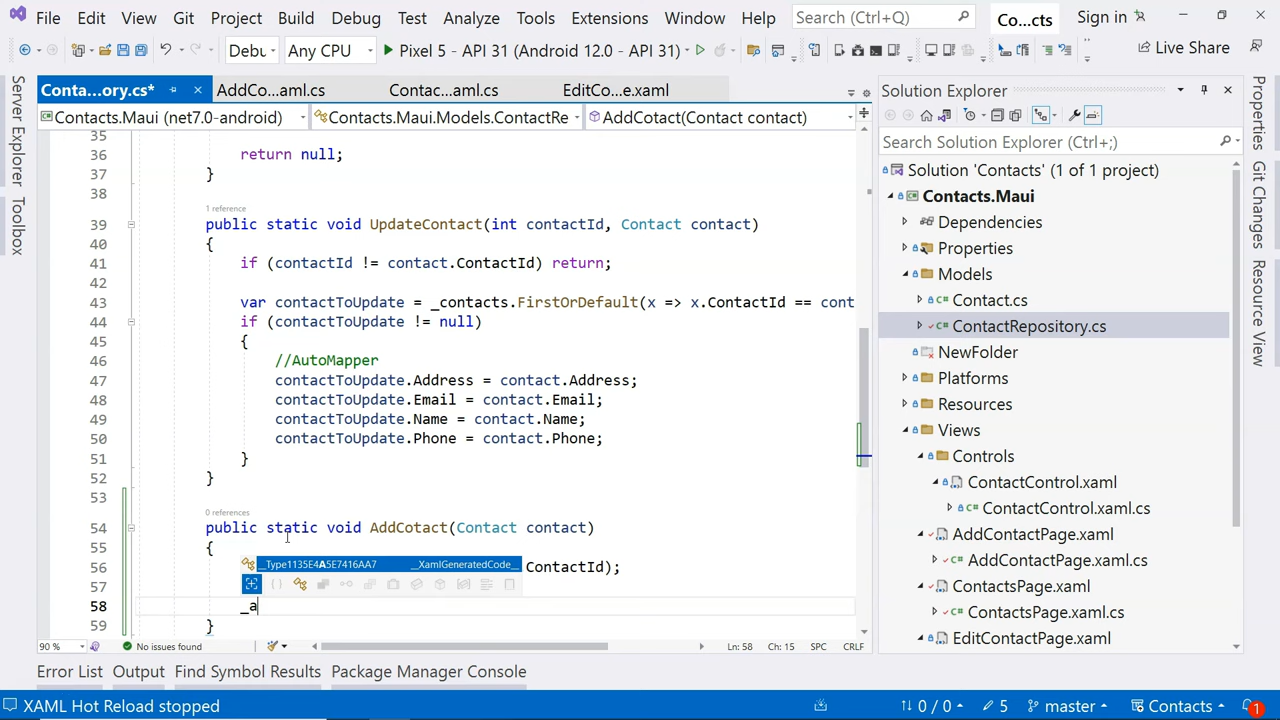 File Edit View Git Project Build Debug Test Analyze Tools Extensions Window Help Search (Ctrl+Q) Co...cts Sign in
Debu Any CPU Pixel 5 - API 31 (Android 12.0 - API 31) Live Share
Conta...ory.cs* AddCo...aml.cs Contac...aml.cs EditCo...e.xaml
Contacts.Maui (net7.0-android) Contacts.Maui.Models.ContactRe AddCotact(Contact contact)
35
36 return null;
37 }
38
1 reference
39 public static void UpdateContact(int contactId, Contact contact)
40 {
41 if (contactId != contact.ContactId) return;
42
43 var contactToUpdate = _contacts.FirstOrDefault(x => x.ContactId == cont
44 if (contactToUpdate != null)
45 {
46 //AutoMapper
47 contactToUpdate.Address = contact.Address;
48 contactToUpdate.Email = contact.Email;
49 contactToUpdate.Name = contact.Name;
50 contactToUpdate.Phone = contact.Phone;
51 }
52 }
53
0 references
54 public static void AddCotact(Contact contact)
55 {
__Type1135E4A5E7416AA7 __XamlGeneratedCode__
56 ContactId);
57
58 _a
59 }
90 % No issues found Ln: 58 Ch: 15 SPC CRLF
Error List Output Find Symbol Results Package Manager Console
XAML Hot Reload stopped 0 / 0 5 master Contacts 1
Server Explorer
Toolbox
Solution Explorer
Search Solution Explorer (Ctrl+;)
Solution 'Contacts' (1 of 1 project)
Contacts.Maui
Dependencies
Properties
Models
Contact.cs
ContactRepository.cs
NewFolder
Platforms
Resources
Views
Controls
ContactControl.xaml
ContactControl.xaml.cs
AddContactPage.xaml
AddContactPage.xaml.cs
ContactsPage.xaml
ContactsPage.xaml.cs
EditContactPage.xaml
Properties
Git Changes
Resource View